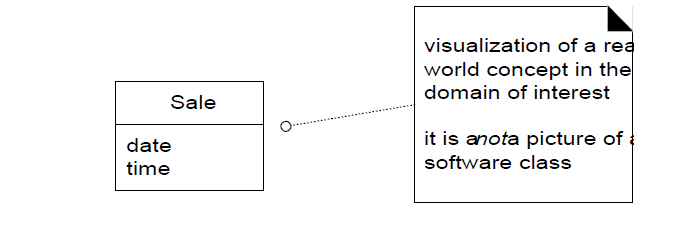 Sale
date
time
visualization of a rea
world concept in the
domain of interest
it is anota picture of a
software class